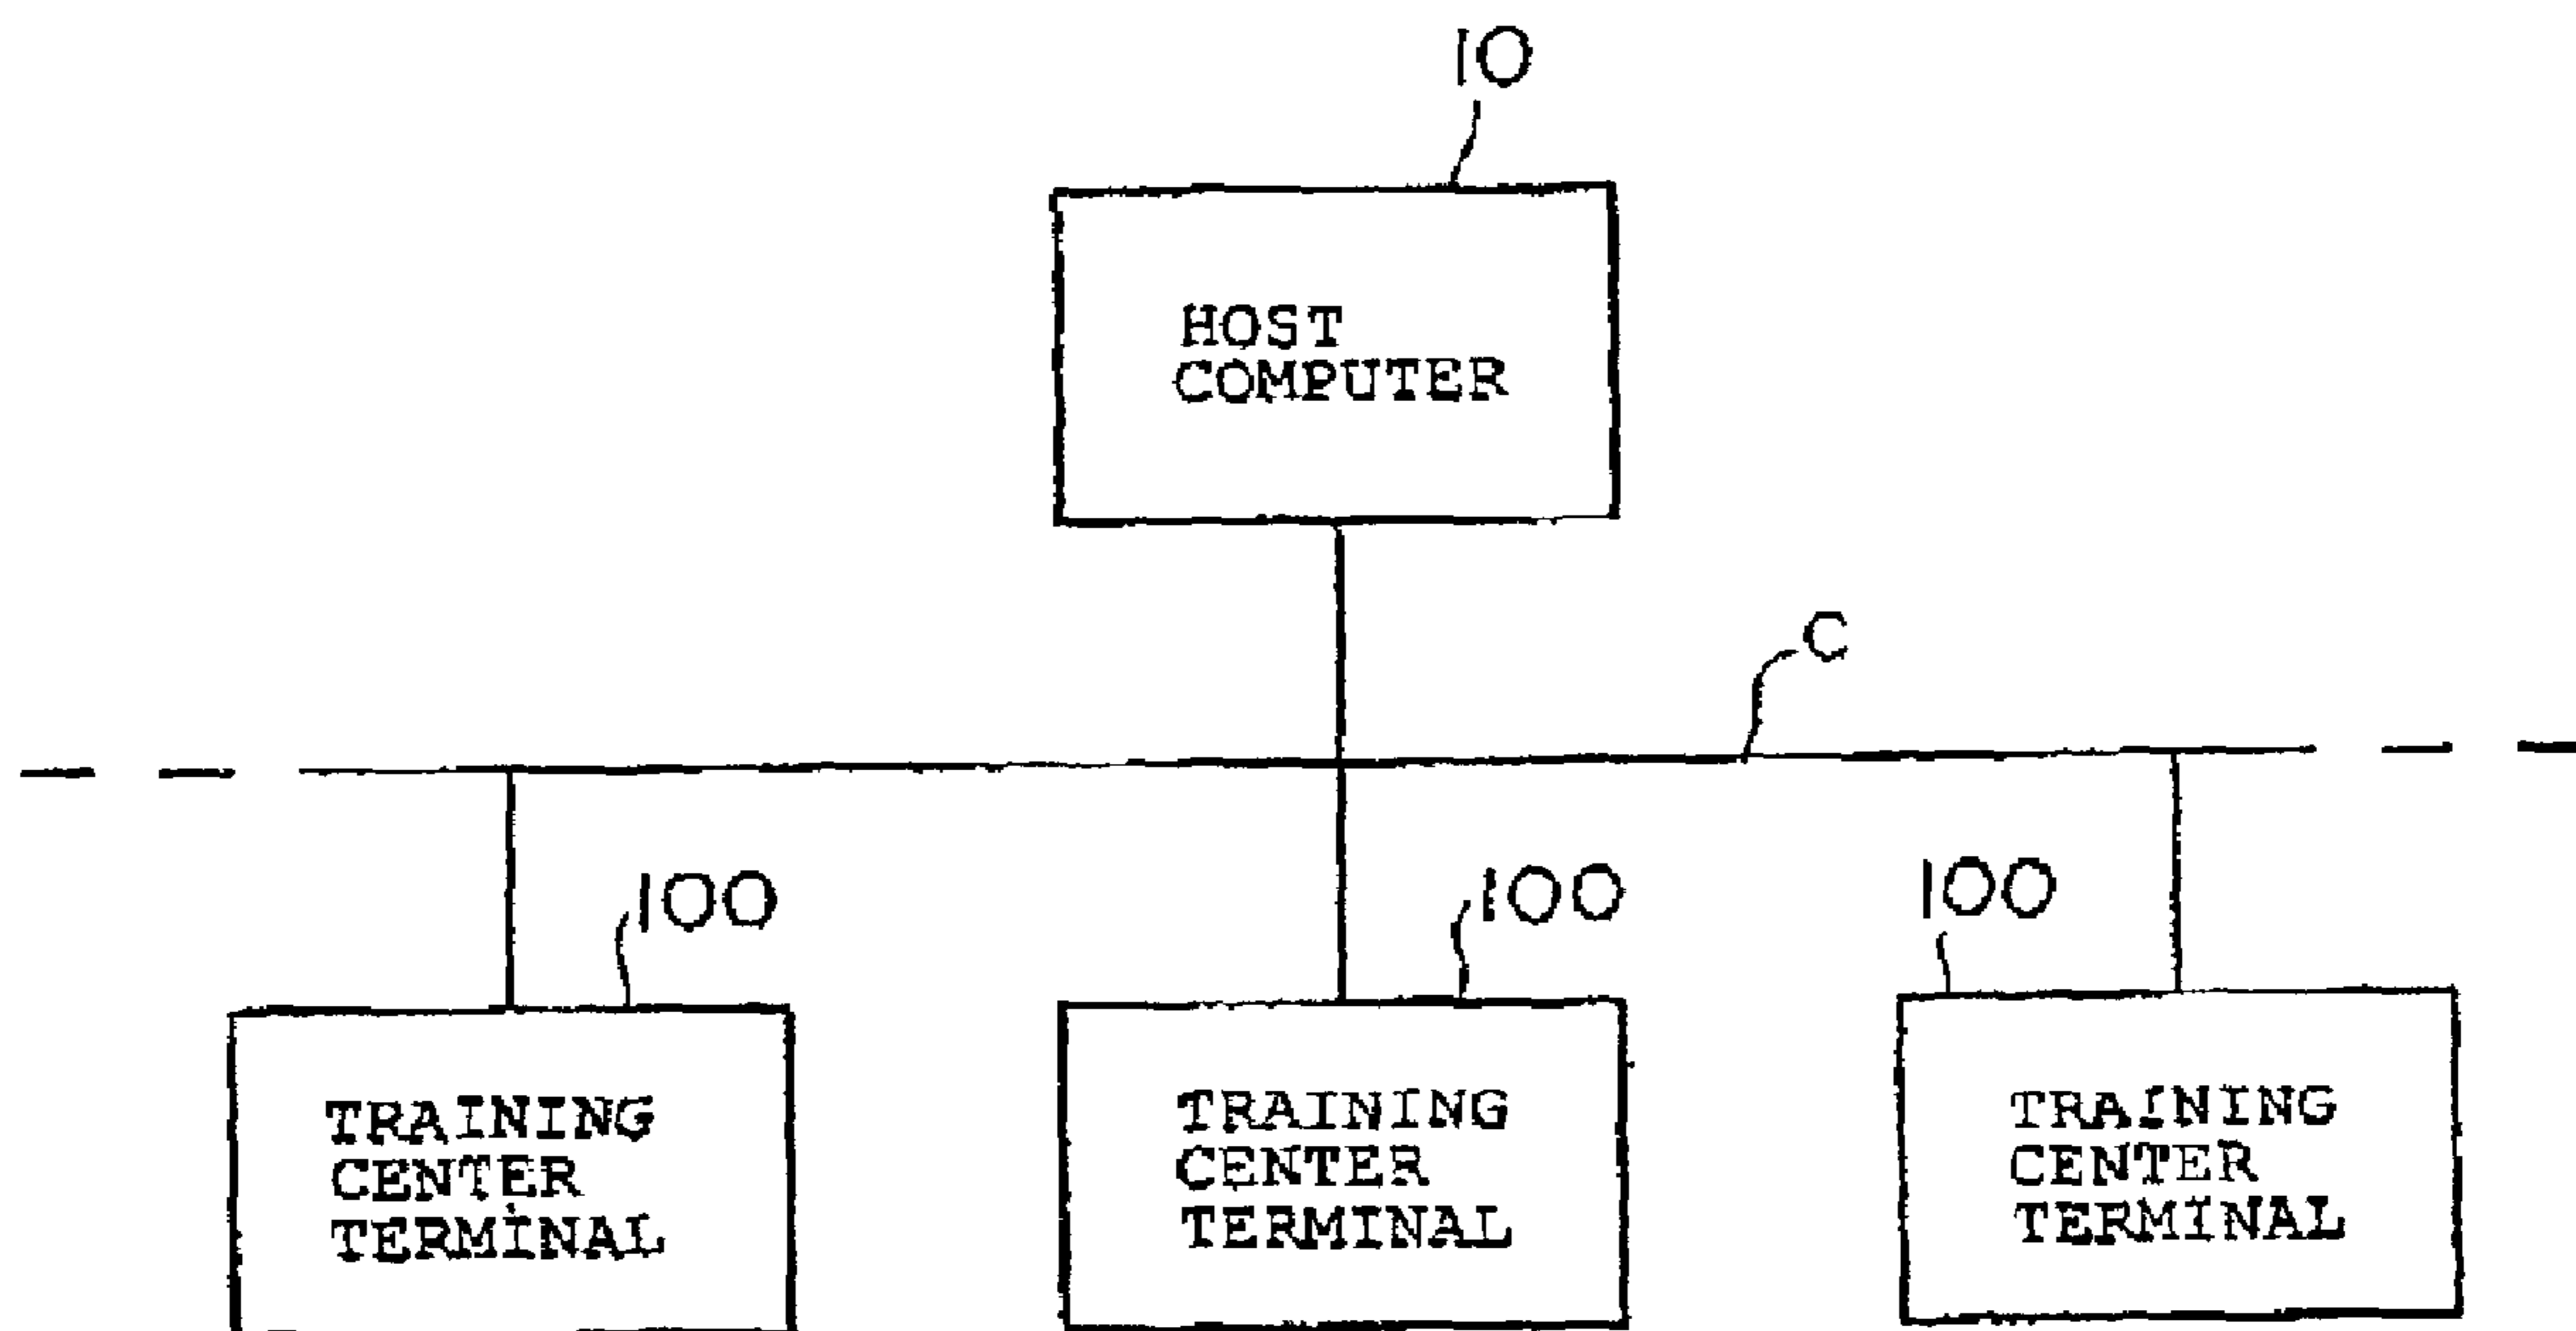 10
HOST
COMPUTER
C
100
100
100
TRAINING
CENTER
TERMINAL
TRAINING
CENTER
TERMINAL
TRAINING
CENTER
TERMINAL